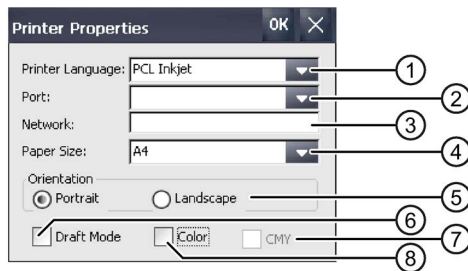 Printer Properties OK
Printer Language: PCL Inkjet 1
Port: 2
Network: 3
Paper Size: A4 4
Orientation
Portrait Landscape 5
6
Draft Mode Color CMY 7
8